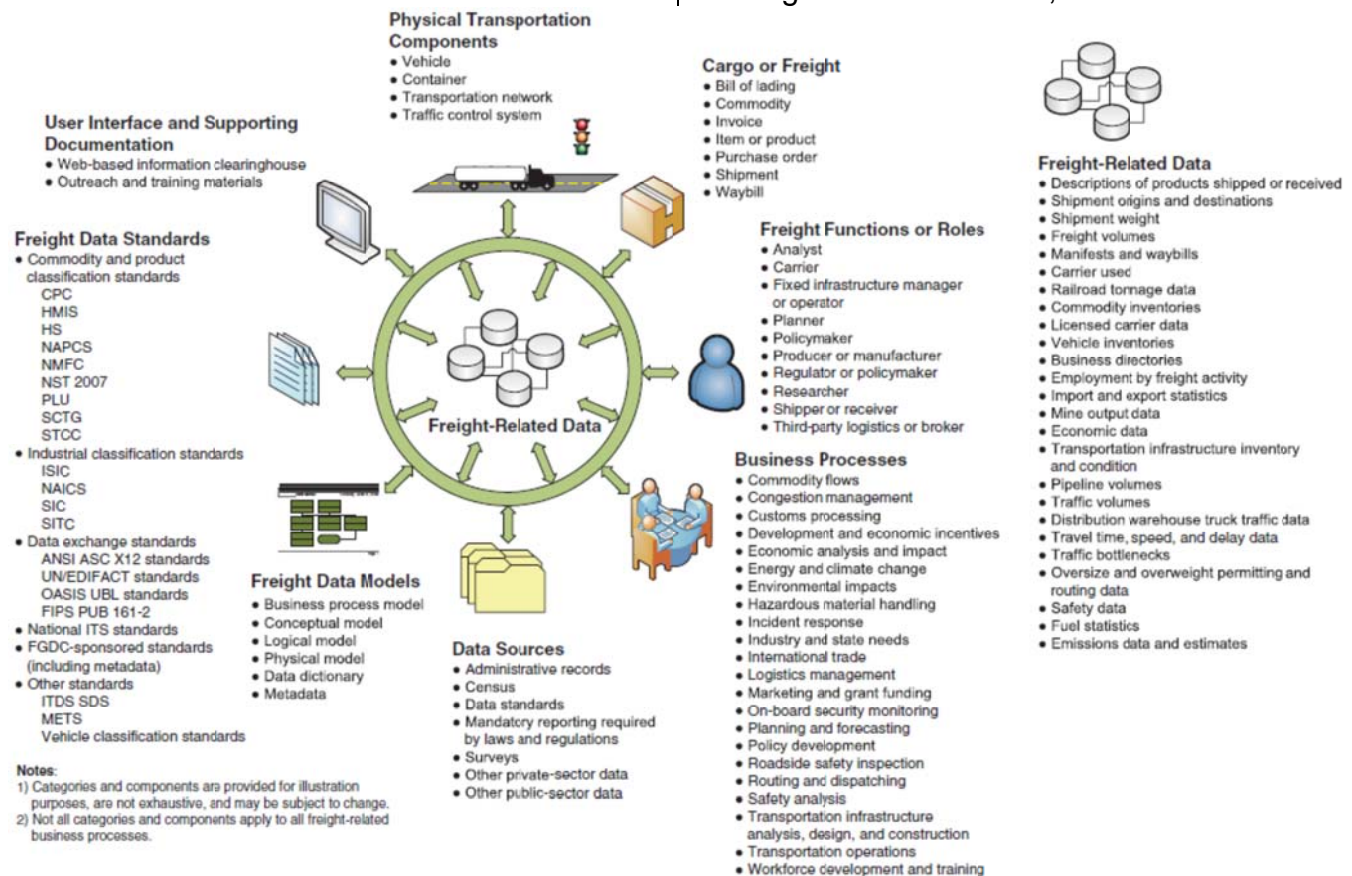 Physical Transportation
Components
• Vehicle
• Container
• Transportation network
• Traffic control system
Cargo or Freight
• Bill of lading
• Commodity
• Invoice
• Item or product
• Purchase order
• Shipment
• Waybill
User Interface and Supporting
Documentation
• Web-based information clearinghouse
• Outreach and training materials
Freight Data Standards
• Commodity and product
classification standards
CPC
HMIS
HS
NAPCS
NMFC
NST 2007
PLU
SCTG
STCC
• Industrial classification standards
ISIC
NAICS
SIC
SITC
• Data exchange standards
ANSI ASC X12 standards
UN/EDIFACT standards
OASIS UBL standards
FIPS PUB 161-2
• National ITS standards
• FGDC-sponsored standards
(including metadata)
• Other standards
ITDS SDS
METS
Vehicle classification standards
Freight-Related Data
Freight Functions or Roles
• Analyst
• Carrier
• Fixed infrastructure manager
or operator
• Planner
• Policymaker
• Producer or manufacturer
• Regulator or policymaker
• Researcher
• Shipper or receiver
• Third-party logistics or broker
Freight Data Models
• Business process model
• Conceptual model
• Logical model
• Physical model
• Data dictionary
• Metadata
Data Sources
• Administrative records
• Census
• Data standards
• Mandatory reporting required
by laws and regulations
• Surveys
• Other private-sector data
• Other public-sector data
Business Processes
• Commodity flows
• Congestion management
• Customs processing
• Development and economic incentives
• Economic analysis and impact
• Energy and climate change
• Environmental impacts
• Hazardous material handling
• Incident response
• Industry and state needs
• International trade
• Logistics management
• Marketing and grant funding
• On-board security monitoring
• Planning and forecasting
• Policy development
• Roadside safety inspection
• Routing and dispatching
• Safety analysis
• Transportation infrastructure
analysis, design, and construction
• Transportation operations
• Workforce development and training
Freight-Related Data
• Descriptions of products shipped or received
• Shipment origins and destinations
• Shipment weight
• Freight volumes
• Manifests and waybills
• Carrier used
• Railroad tonnage data
• Commodity inventories
• Licensed carrier data
• Vehicle inventories
• Business directories
• Employment by freight activity
• Import and export statistics
• Mine output data
• Economic data
• Transportation infrastructure inventory
and condition
• Pipeline volumes
• Traffic volumes
• Distribution warehouse truck traffic data
• Travel time, speed, and delay data
• Traffic bottlenecks
• Oversize and overweight permitting and
routing data
• Safety data
• Fuel statistics
• Emissions data and estimates
Notes:
1) Categories and components are provided for illustration
purposes, are not exhaustive, and may be subject to change.
2) Not all categories and components apply to all freight-related
business processes.